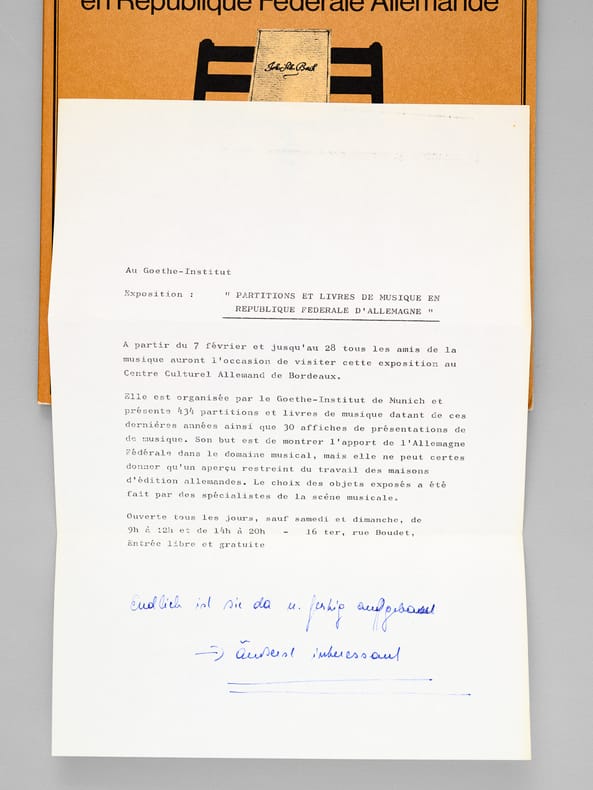 en République Fédérale Allemande
Joh. Seb. Bach
Au Goethe-Institut
Exposition : " PARTITIONS ET LIVRES DE MUSIQUE EN
REPUBLIQUE FEDERALE D'ALLEMAGNE "
A partir du 7 février et jusqu'au 28 tous les amis de la
musique auront l'occasion de visiter cette exposition au
Centre Culturel Allemand de Bordeaux.
Elle est organisée par le Goethe-Institut de Munich et
présente 434 partitions et livres de musique datant de ces
dernières années ainsi que 30 affiches de présentations de
de musique. Son but est de montrer l'apport de l'Allemagne
Fédérale dans le domaine musical, mais elle ne peut certes
donner qu'un aperçu restreint du travail des maisons
d'édition allemandes. Le choix des objets exposés a été
fait par des spécialistes de la scéne musicale.
Ouverte tous les jours, sauf samedi et dimanche, de
9h à 12h et de 14h à 20h - 16 ter, rue Boudet,
Entrée libre et gratuite
Endlich ist sie da u. fertig aufgebaut
→ äußerst interessant